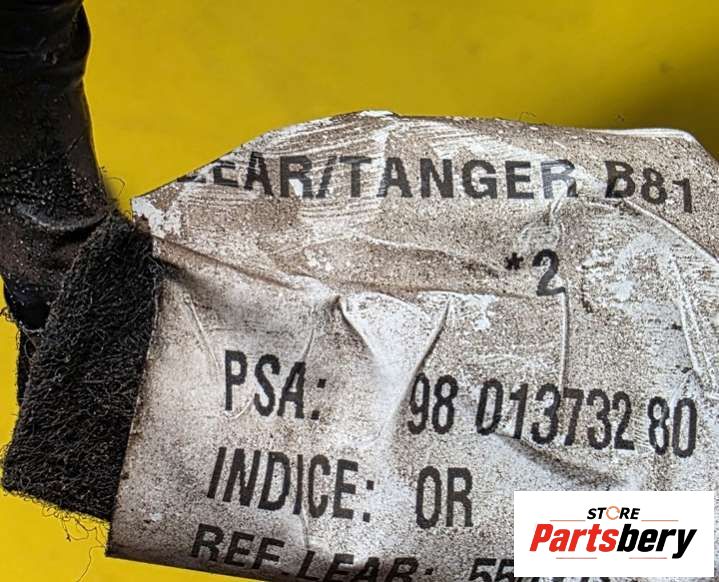 LEAR/TANGER B81
*2
PSA: 98 013732 80
INDICE: OR
REF LEAR:
STORE
Partsbery